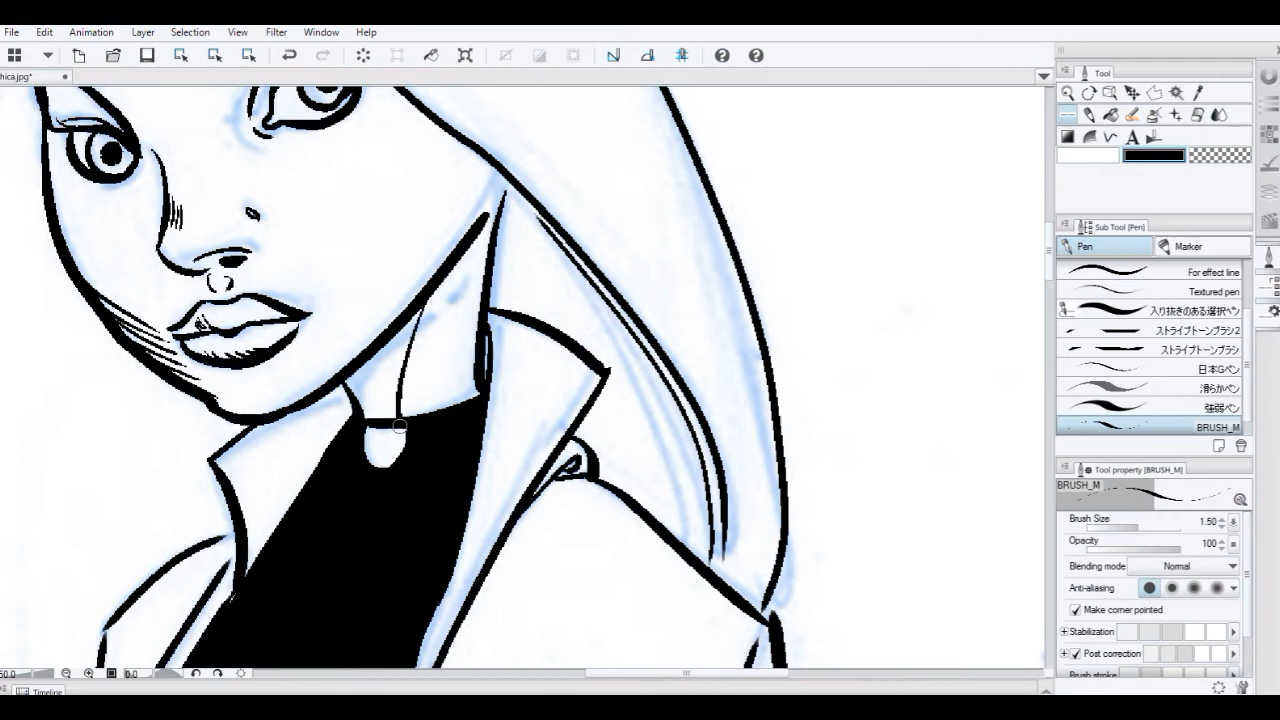 File Edit Animation Layer Selection View Filter Window Help
hica.jpg*
Tool
Sub Tool [Pen]
Pen Marker
For effect line
Textured pen
入り抜きのある選択ペン
ストライプトーンブラシ2
ストライプトーンブラシ
日本Gペン
滑らかペン
強弱ペン
BRUSH_M
Tool property [BRUSH_M]
BRUSH_M
Brush Size 1.50
Opacity 100
Blending mode Normal
Anti-aliasing
Make corner pointed
Stabilization
Post correction
Brush stroke
50.0 0.0
Timeline